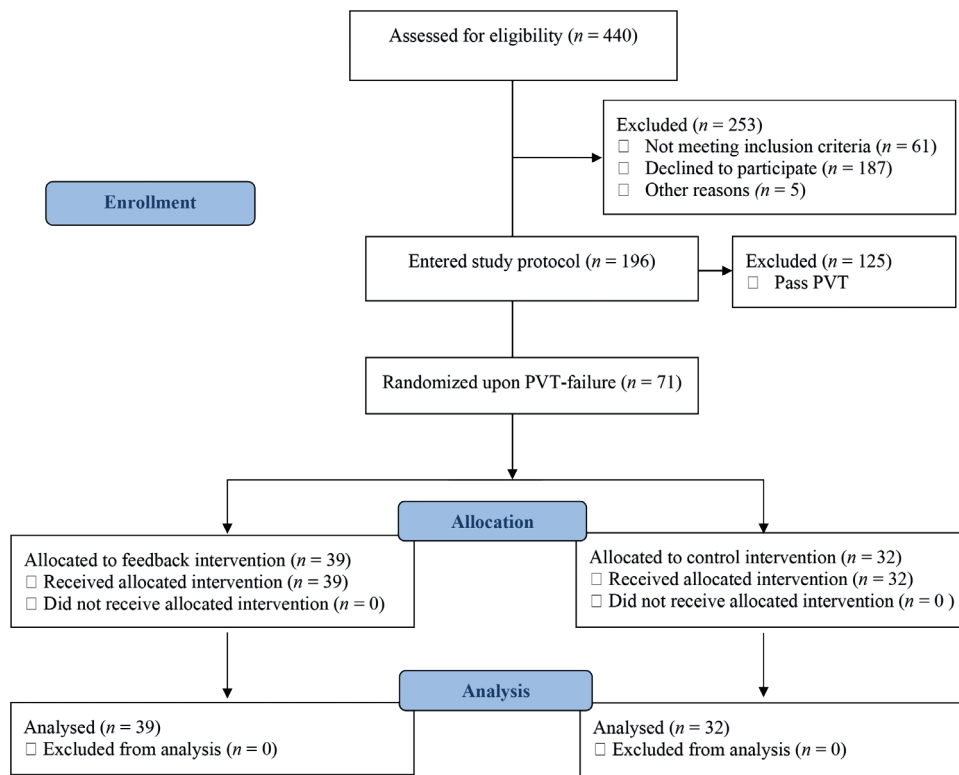 Assessed for eligibility (n = 440)
Excluded (n = 253)
□ Not meeting inclusion criteria (n = 61)
□ Declined to participate (n = 187)
□ Other reasons (n = 5)
Enrollment
Entered study protocol (n = 196)
Excluded (n = 125)
□ Pass PVT
Randomized upon PVT-failure (n = 71)
Allocation
Allocated to feedback intervention (n = 39)
□ Received allocated intervention (n = 39)
□ Did not receive allocated intervention (n = 0)
Allocated to control intervention (n = 32)
□ Received allocated intervention (n = 32)
□ Did not receive allocated intervention (n = 0 )
Analysis
Analysed (n = 39)
□ Excluded from analysis (n = 0)
Analysed (n = 32)
□ Excluded from analysis (n = 0)